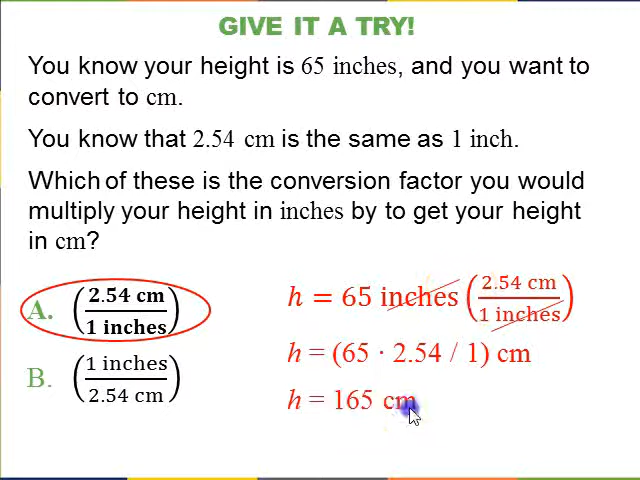 GIVE IT A TRY!
You know your height is 65 inches, and you want to
convert to cm.
You know that 2.54 cm is the same as 1 inch.
Which of these is the conversion factor you would
multiply your height in inches by to get your height
in cm?
A. (2.54 cm / 1 inches)
B. (1 inches / 2.54 cm)
h = 65 inches (2.54 cm / 1 inches)
h = (65 · 2.54 / 1) cm
h = 165 cm